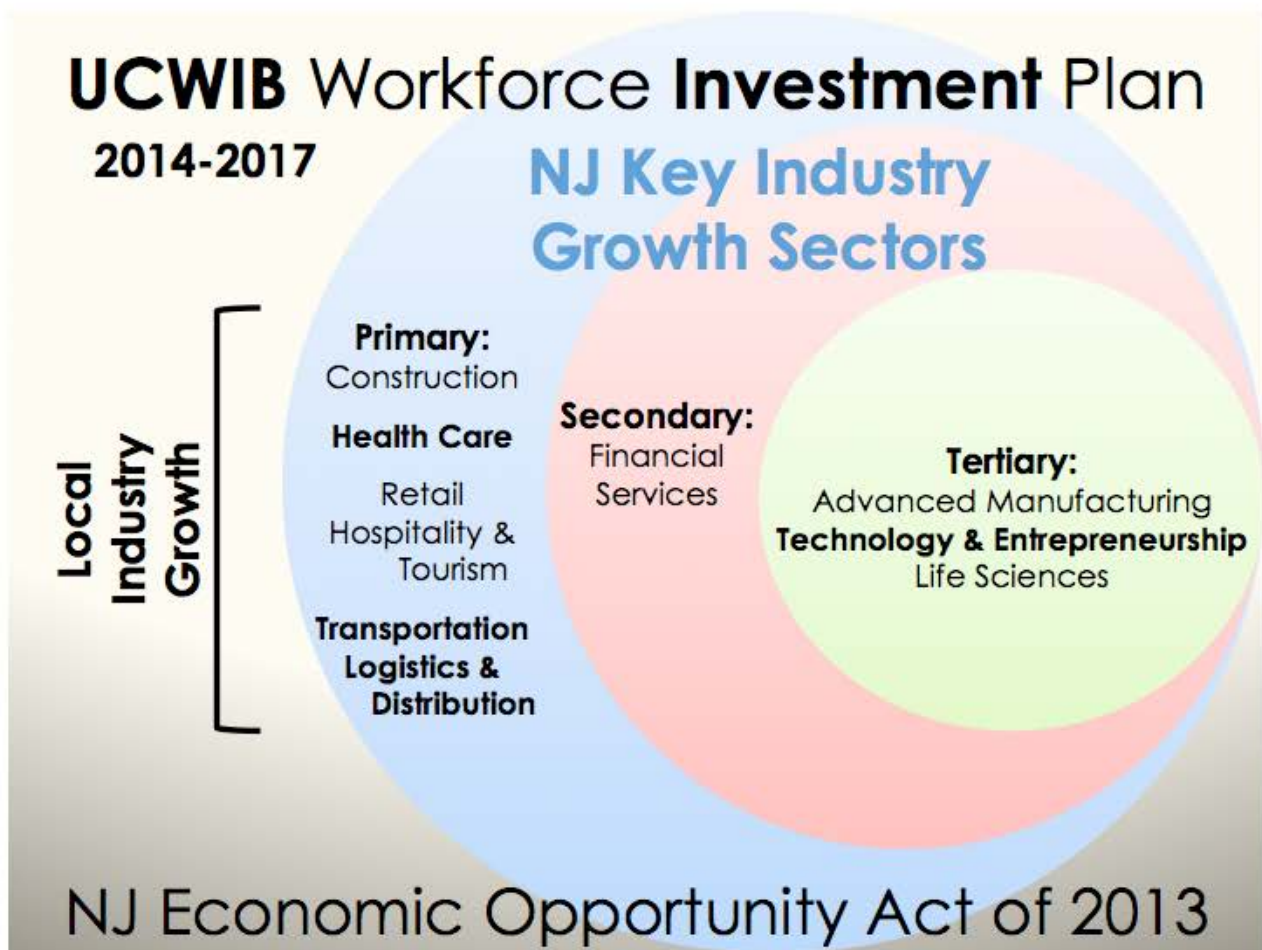 UCWIB Workforce Investment Plan
2014-2017
NJ Key Industry
Growth Sectors
Local
Industry
Growth
Primary:
Construction
Health Care
Retail
Hospitality &
Tourism
Transportation
Logistics &
Distribution
Secondary:
Financial
Services
Tertiary:
Advanced Manufacturing
Technology & Entrepreneurship
Life Sciences
NJ Economic Opportunity Act of 2013